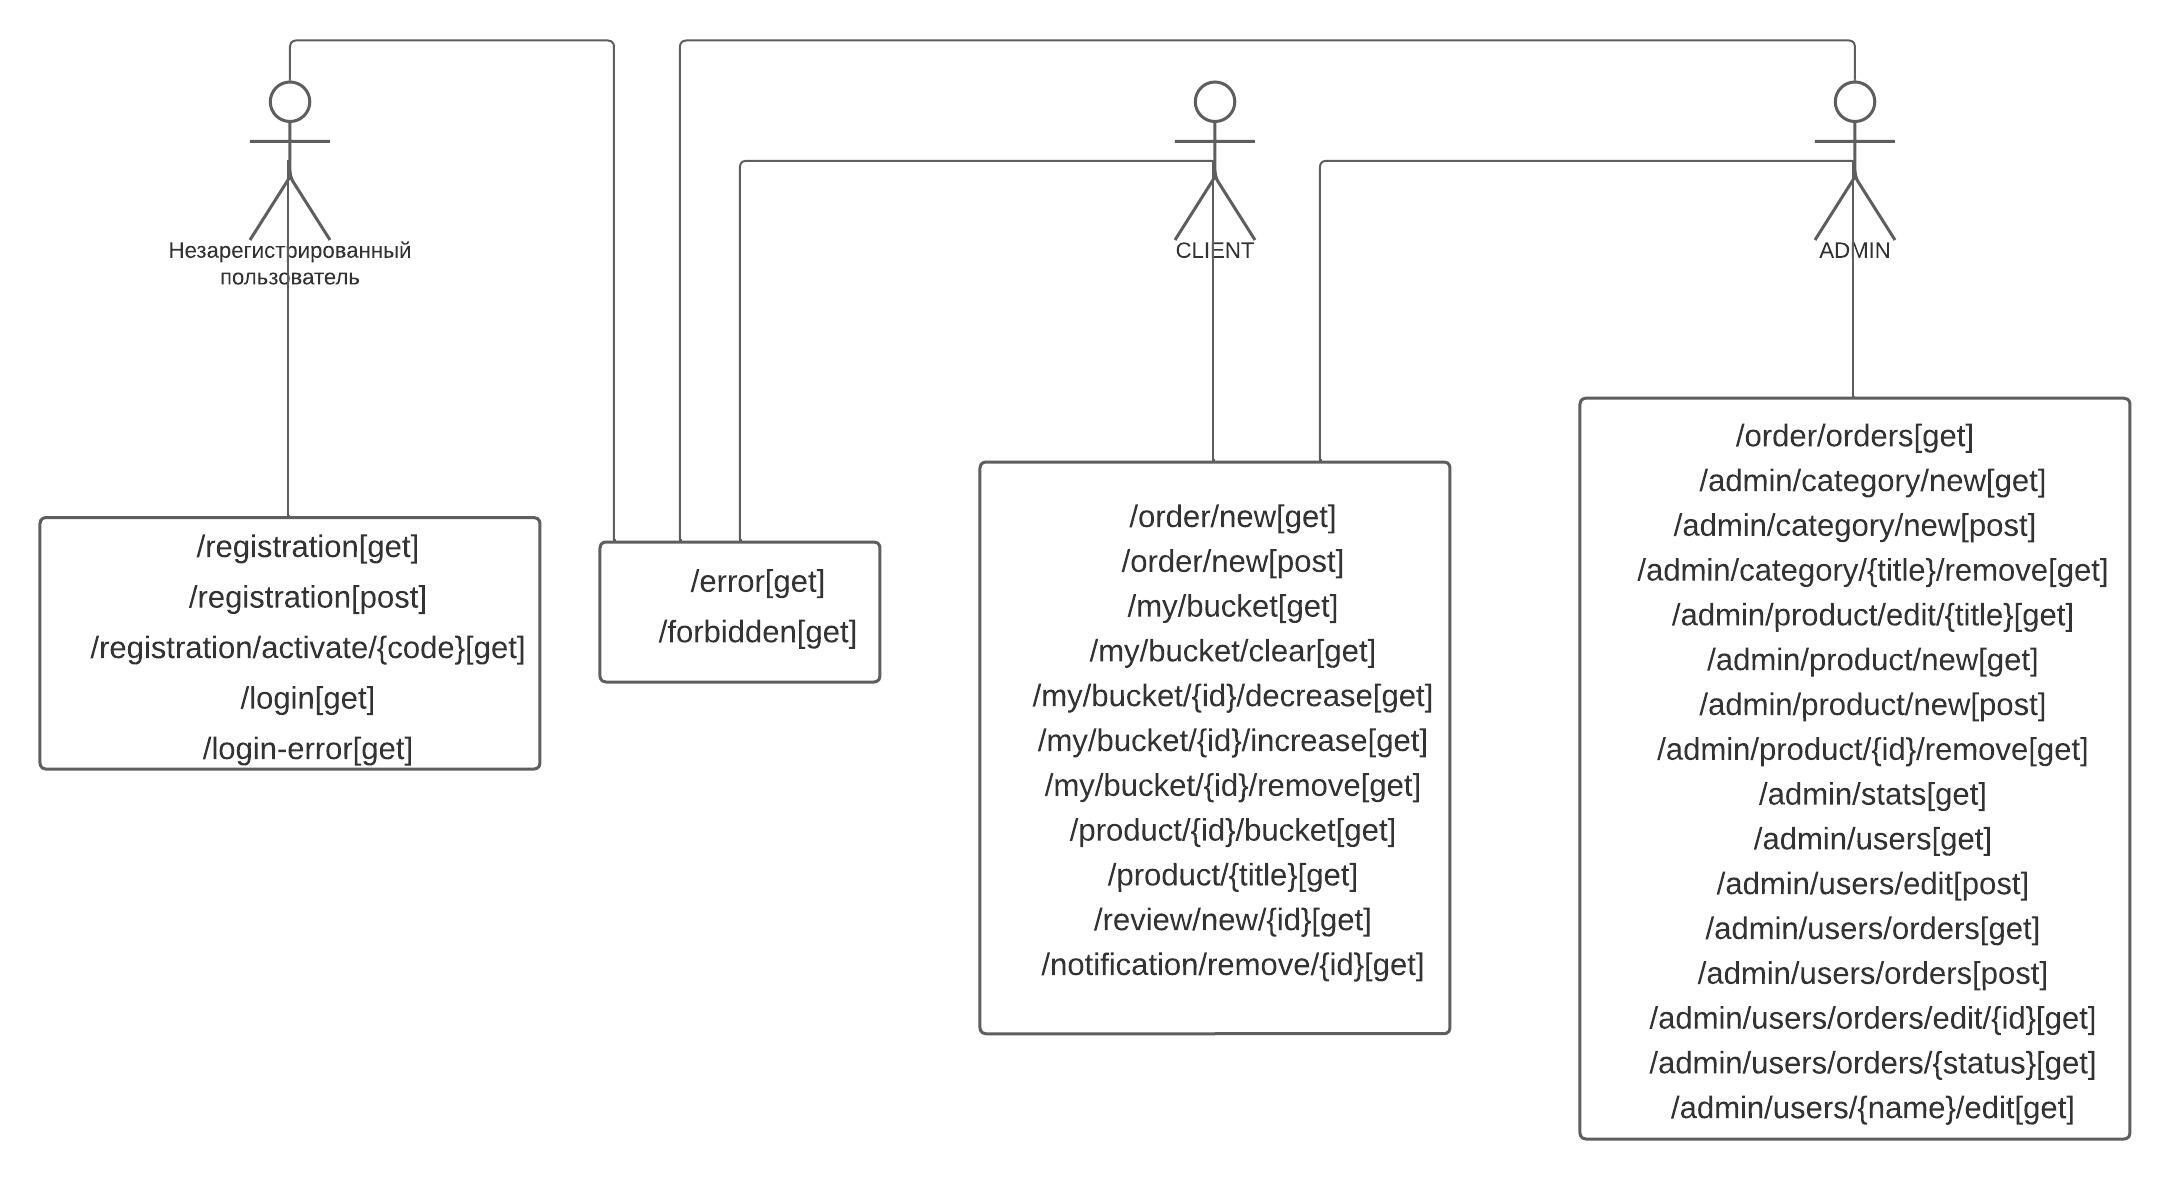 Незарегистрированный
пользователь
CLIENT
ADMIN
/registration[get]
/registration[post]
/registration/activate/{code}[get]
/login[get]
/login-error[get]
/error[get]
/forbidden[get]
/order/new[get]
/order/new[post]
/my/bucket[get]
/my/bucket/clear[get]
/my/bucket/{id}/decrease[get]
/my/bucket/{id}/increase[get]
/my/bucket/{id}/remove[get]
/product/{id}/bucket[get]
/product/{title}[get]
/review/new/{id}[get]
/notification/remove/{id}[get]
/order/orders[get]
/admin/category/new[get]
/admin/category/new[post]
/admin/category/{title}/remove[get]
/admin/product/edit/{title}[get]
/admin/product/new[get]
/admin/product/new[post]
/admin/product/{id}/remove[get]
/admin/stats[get]
/admin/users[get]
/admin/users/edit[post]
/admin/users/orders[get]
/admin/users/orders[post]
/admin/users/orders/edit/{id}[get]
/admin/users/orders/{status}[get]
/admin/users/{name}/edit[get]